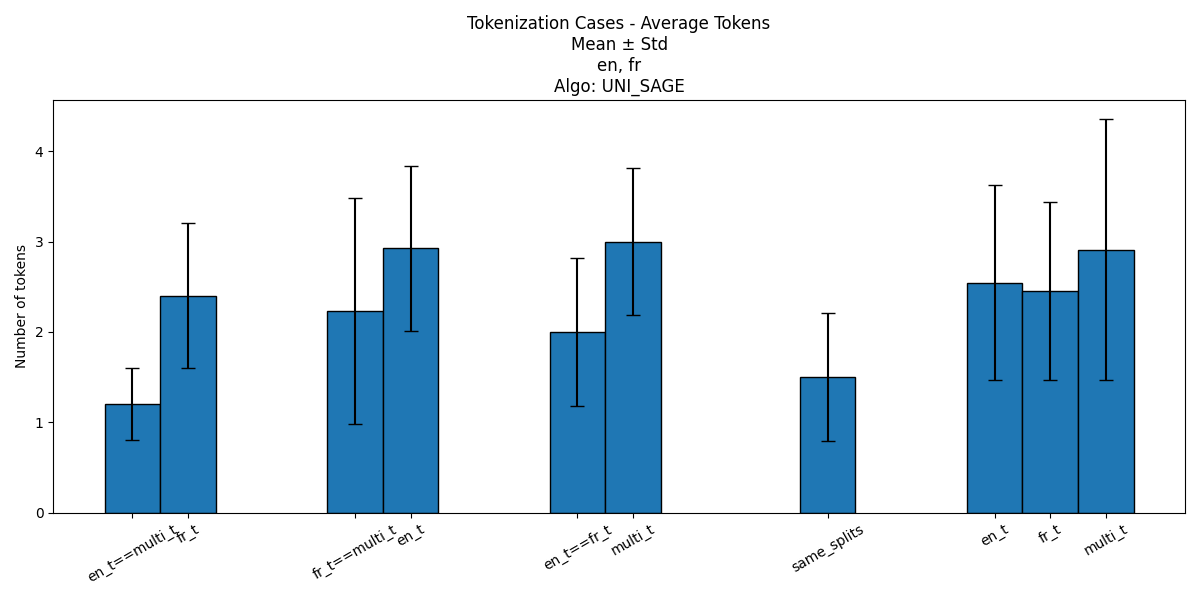 Tokenization Cases - Average Tokens
Mean ± Std
en, fr
Algo: UNI_SAGE
Number of tokens
4
3
2
1
0
en_t==multi_t
fr_t
fr_t==multi_t
en_t
en_t==fr_t
multi_t
same_splits
en_t
fr_t
multi_t